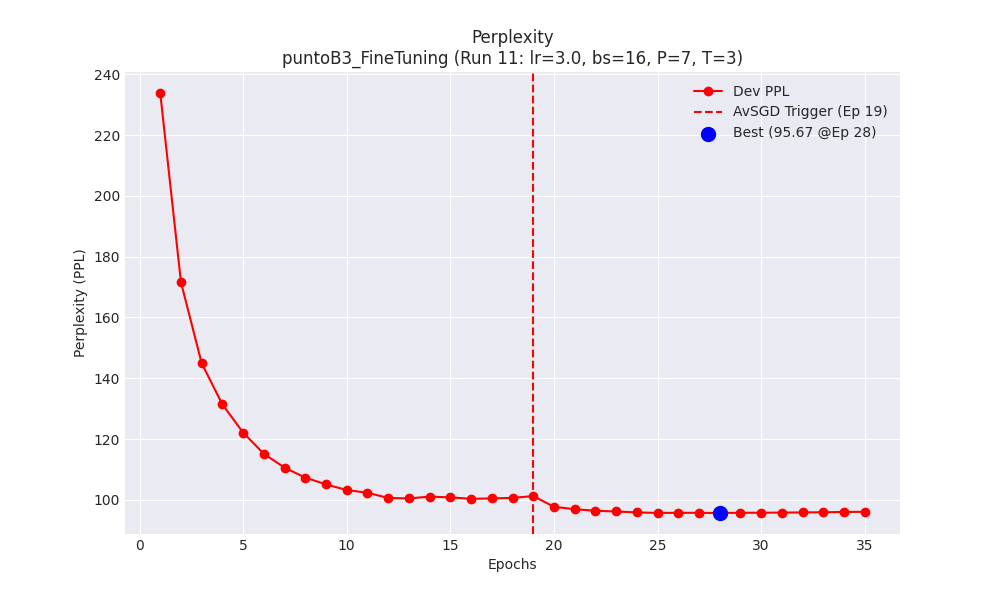 Perplexity
puntoB3_FineTuning (Run 11: lr=3.0, bs=16, P=7, T=3)
Dev PPL
AvSGD Trigger (Ep 19)
Best (95.67 @Ep 28)
Perplexity (PPL)
240
220
200
180
160
140
120
100
0 5 10 15 20 25 30 35
Epochs